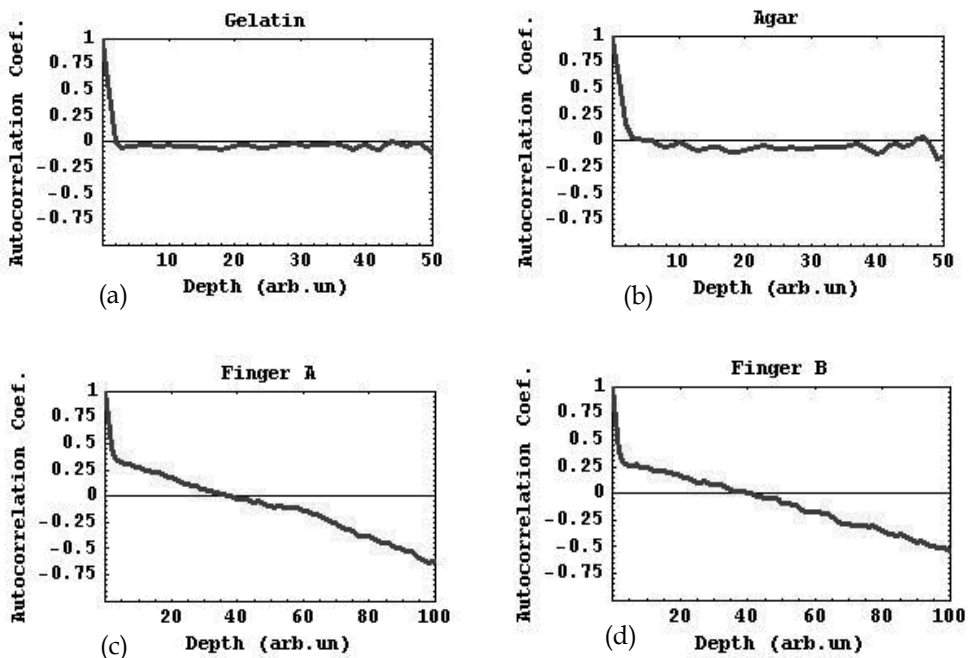 Gelatin
Autocorrelation Coef.
1
0.75
0.5
0.25
0
-0.25
-0.5
-0.75
10 20 30 40 50
Depth (arb.un)
(a)
Agar
Autocorrelation Coef.
1
0.75
0.5
0.25
0
-0.25
-0.5
-0.75
10 20 30 40 50
Depth (arb.un)
(b)
Finger A
Autocorrelation Coef.
1
0.75
0.5
0.25
0
-0.25
-0.5
-0.75
20 40 60 80 100
Depth (arb.un)
(c)
Finger B
Autocorrelation Coef.
1
0.75
0.5
0.25
0
-0.25
-0.5
-0.75
20 40 60 80 100
Depth (arb.un)
(d)